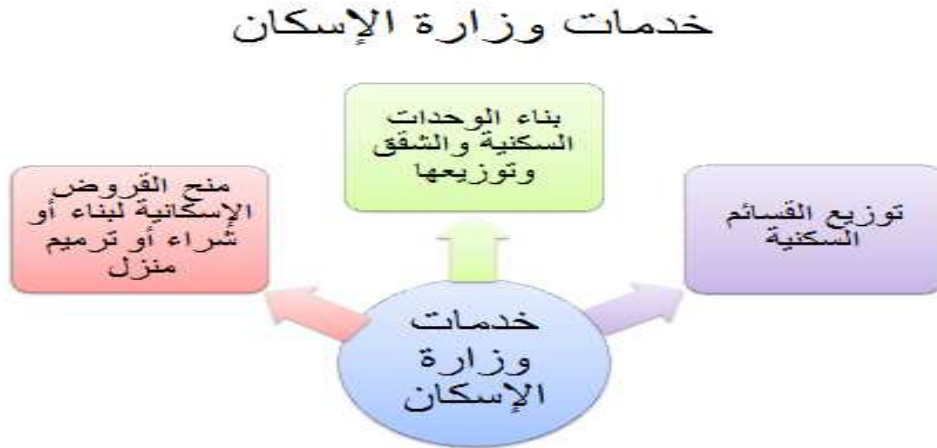 خدمات وزارة الإسكان
بناء الوحدات
السكنية والشقق
وتوزيعها
توزيع القسائم
السكنية
منح القروض
الإسكانية لبناء أو
شراء أو ترميم
منزل
خدمات
وزارة
الإسكان